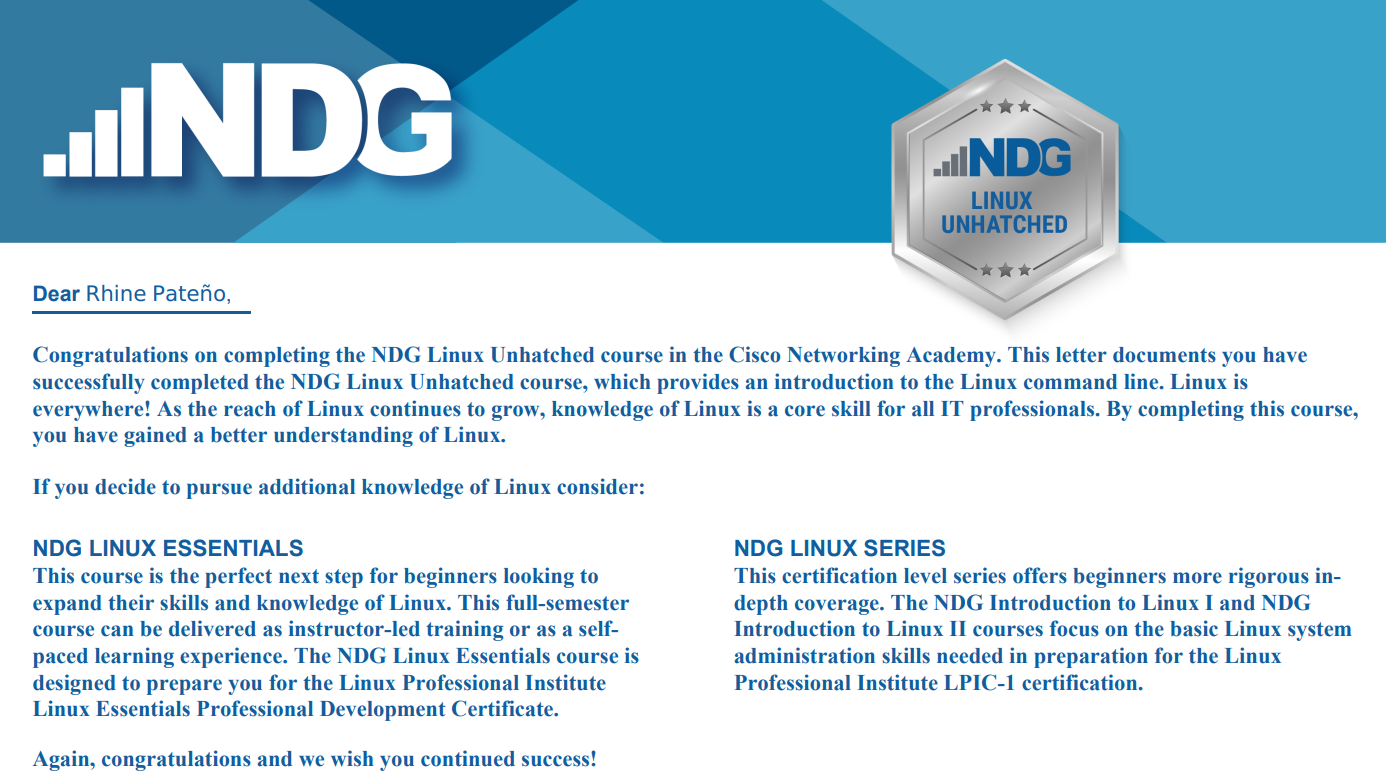 NDG
NDG
LINUX
UNHATCHED
Dear Rhine Pateño,
Congratulations on completing the NDG Linux Unhatched course in the Cisco Networking Academy. This letter documents you have
successfully completed the NDG Linux Unhatched course, which provides an introduction to the Linux command line. Linux is
everywhere! As the reach of Linux continues to grow, knowledge of Linux is a core skill for all IT professionals. By completing this course,
you have gained a better understanding of Linux.
If you decide to pursue additional knowledge of Linux consider:
NDG LINUX ESSENTIALS
This course is the perfect next step for beginners looking to
expand their skills and knowledge of Linux. This full-semester
course can be delivered as instructor-led training or as a self-
paced learning experience. The NDG Linux Essentials course is
designed to prepare you for the Linux Professional Institute
Linux Essentials Professional Development Certificate.
NDG LINUX SERIES
This certification level series offers beginners more rigorous in-
depth coverage. The NDG Introduction to Linux I and NDG
Introduction to Linux II courses focus on the basic Linux system
administration skills needed in preparation for the Linux
Professional Institute LPIC-1 certification.
Again, congratulations and we wish you continued success!